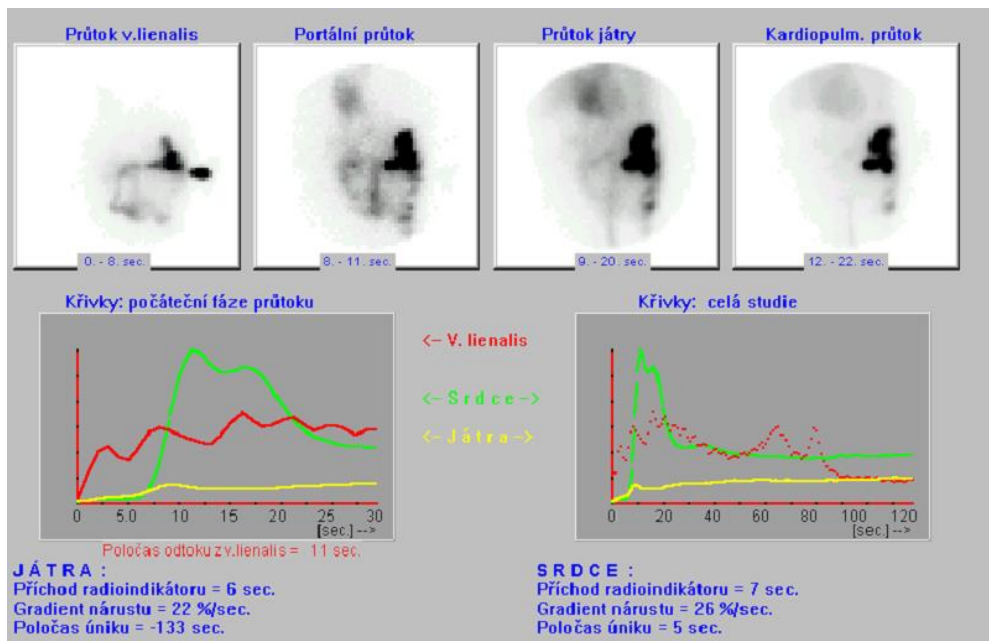 Průtok v.lienalis
Portální průtok
Průtok játry
Kardiopulm. průtok
0. - 8. sec.
8. - 11. sec.
9. - 20. sec.
12. - 22. sec.
Křivky: počáteční fáze průtoku
Křivky: celá studie
<- V. lienalis
<- S r d c e ->
<- J á t r a ->
0 5.0 10 15 20 25 30
[sec.] -->
0 20 40 60 80 100 120
[sec.] -->
Poločas odtoku z v.lienalis = 11 sec.
J Á T R A :
Příchod radioindikátoru = 6 sec.
Gradient nárustu = 22 %/sec.
Poločas úniku = -133 sec.
S R D C E :
Příchod radioindikátoru = 7 sec.
Gradient nárustu = 26 %/sec.
Poločas úniku = 5 sec.